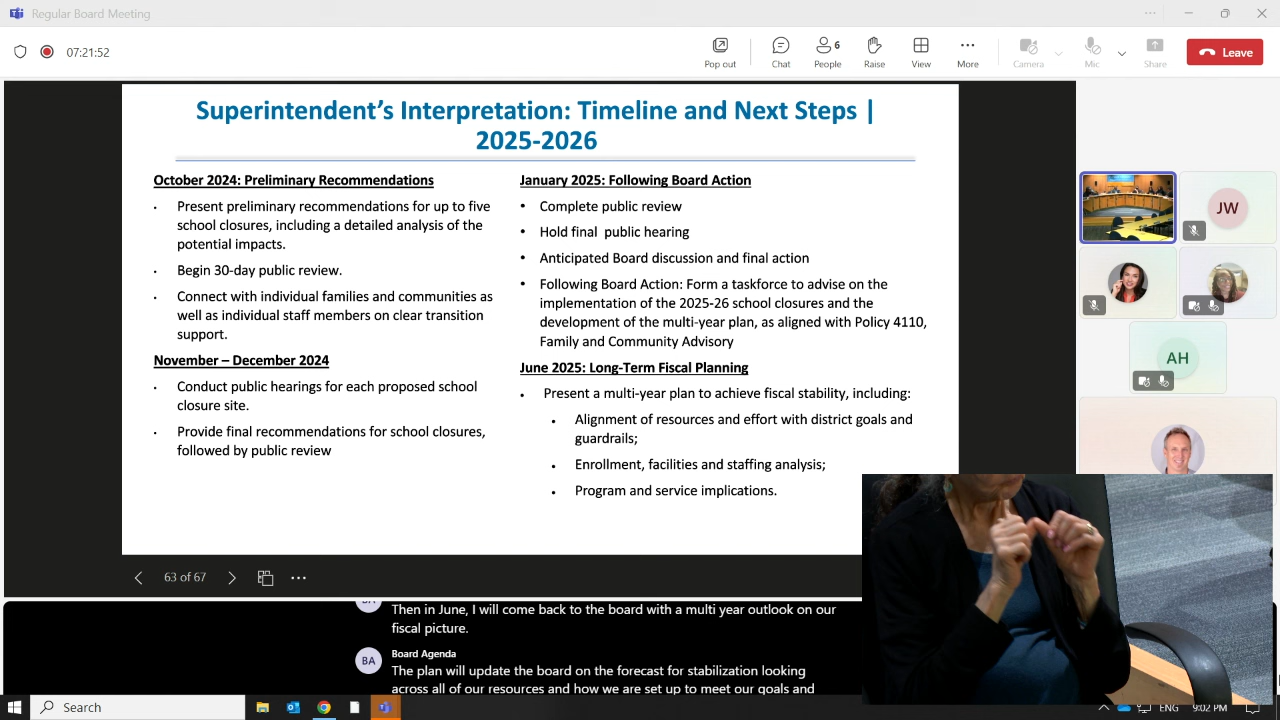 Regular Board Meeting
07:21:52
Pop out
Chat
6
People
Raise
View
More
Camera
Mic
Share
Leave
Superintendent's Interpretation: Timeline and Next Steps |
2025-2026
October 2024: Preliminary Recommendations
Present preliminary recommendations for up to five
school closures, including a detailed analysis of the
potential impacts.
Begin 30-day public review.
Connect with individual families and communities as
well as individual staff members on clear transition
support.
November – December 2024
Conduct public hearings for each proposed school
closure site.
Provide final recommendations for school closures,
followed by public review
January 2025: Following Board Action
Complete public review
Hold final public hearing
Anticipated Board discussion and final action
Following Board Action: Form a taskforce to advise on the
implementation of the 2025-26 school closures and the
development of the multi-year plan, as aligned with Policy 4110,
Family and Community Advisory
June 2025: Long-Term Fiscal Planning
Present a multi-year plan to achieve fiscal stability, including:
Alignment of resources and effort with district goals and
guardrails;
Enrollment, facilities and staffing analysis;
Program and service implications.
JW
AH
63 of 67
Then in June, I will come back to the board with a multi year outlook on our
fiscal picture.
BA
Board Agenda
The plan will update the board on the forecast for stabilization looking
across all of our resources and how we are set up to meet our goals and
Search
ENG
9:02 PM